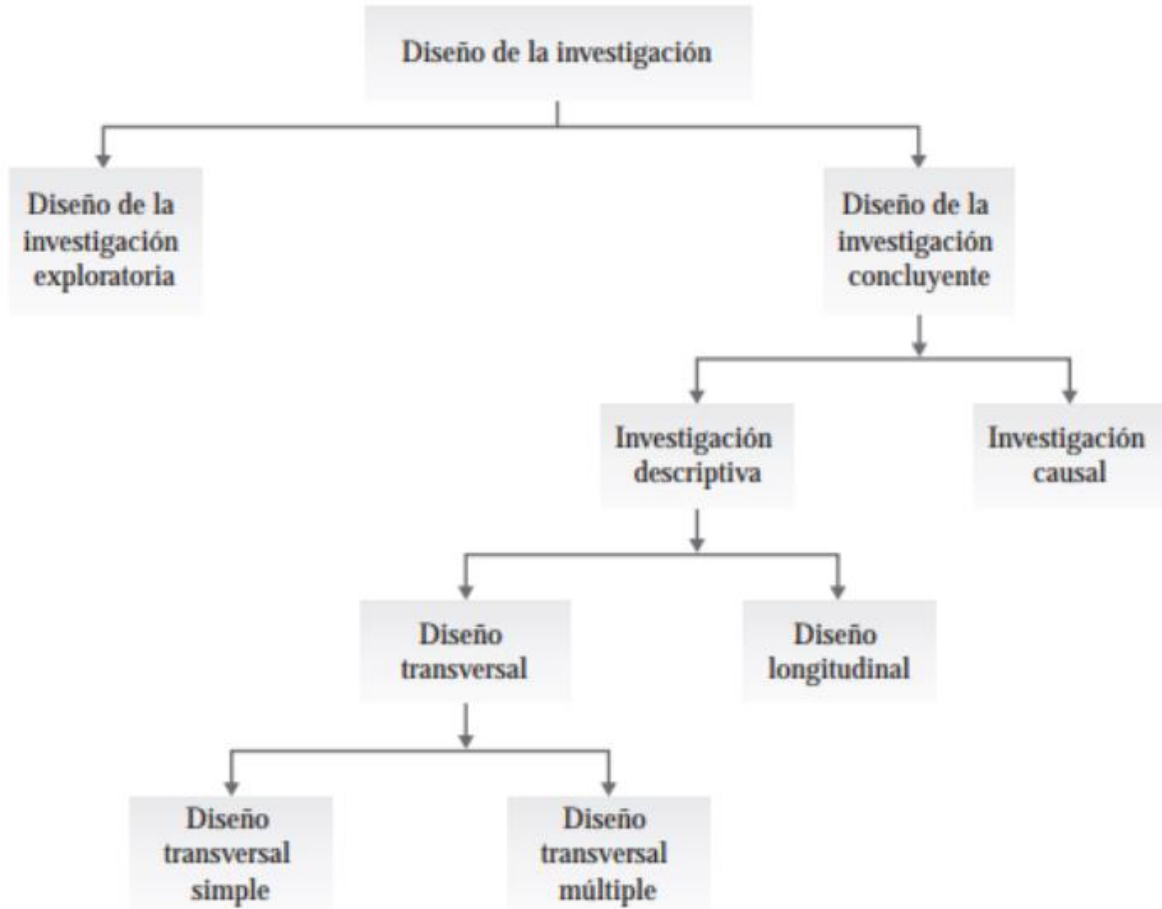 Diseño de la investigación
Diseño de la
investigación
exploratoria
Diseño de la
investigación
concluyente
Investigación
descriptiva
Investigación
causal
Diseño
transversal
Diseño
longitudinal
Diseño
transversal
simple
Diseño
transversal
múltiple